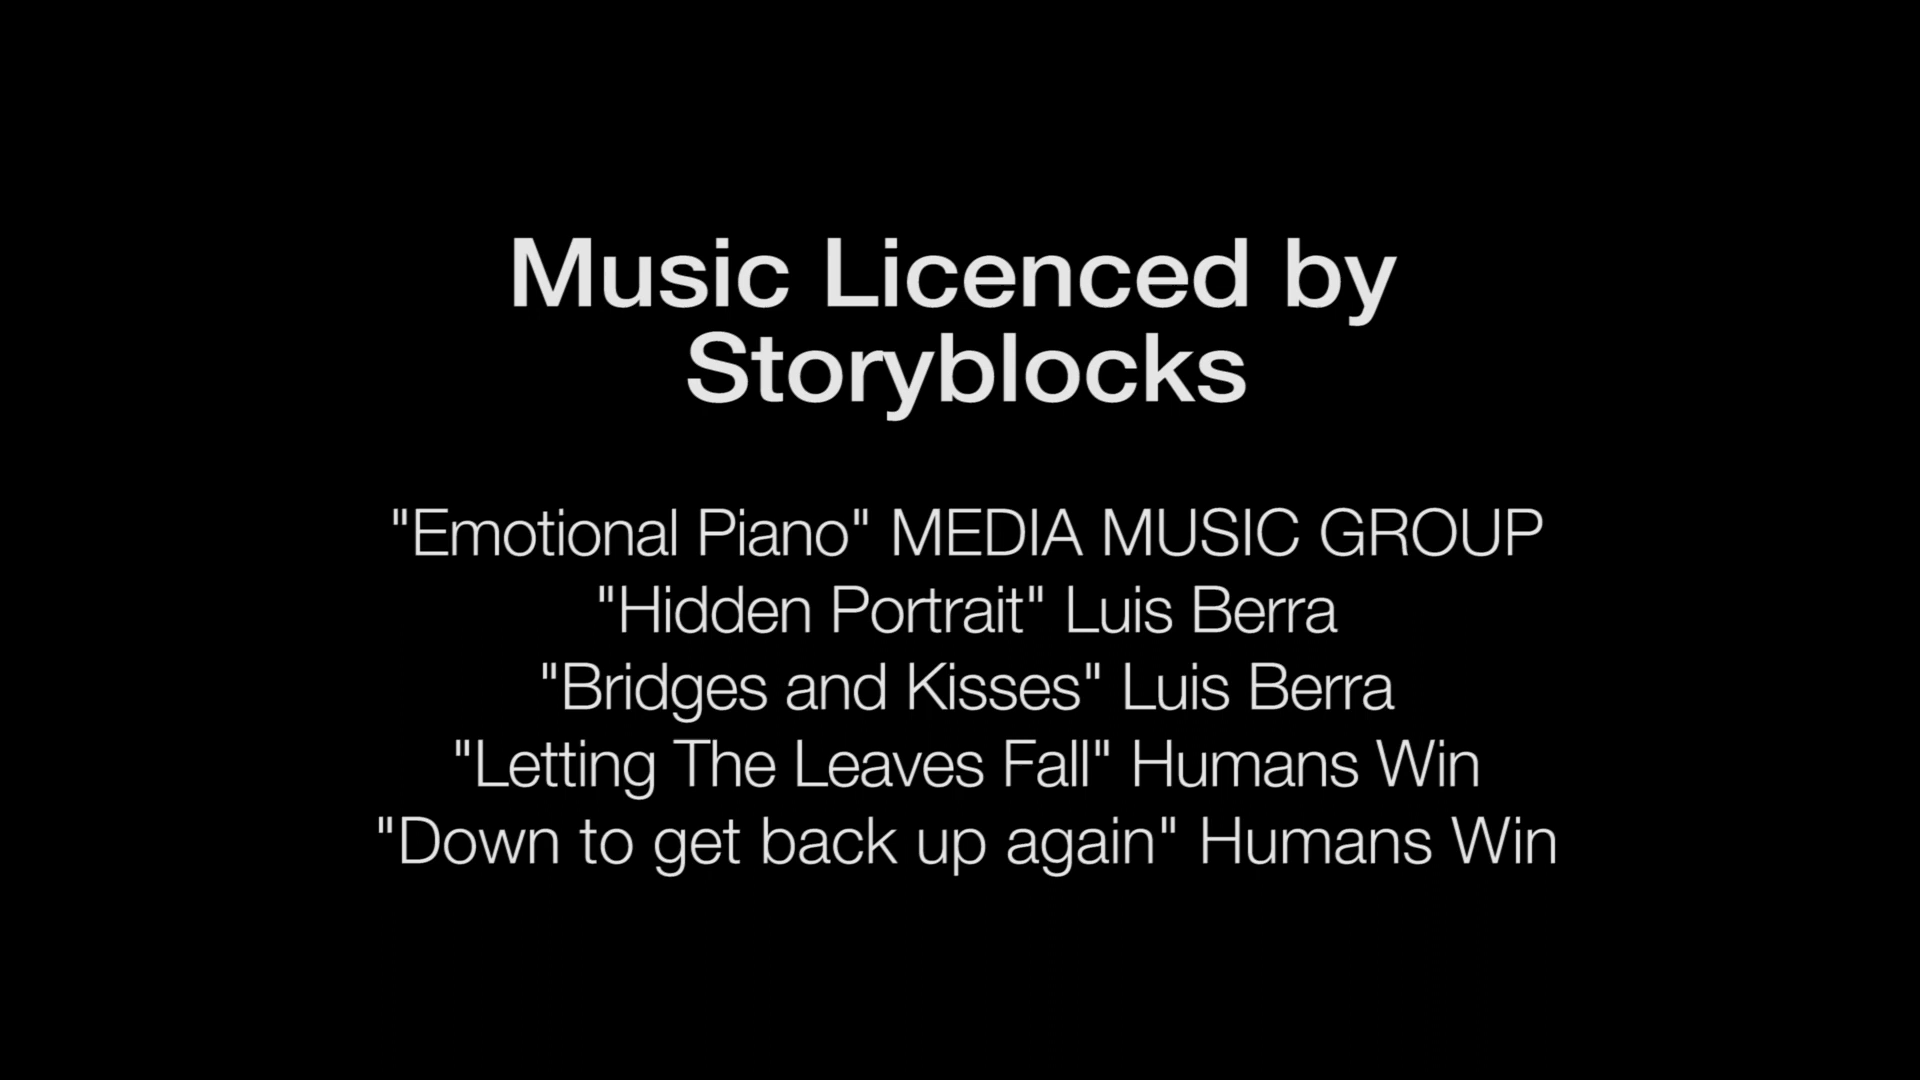 Music Licenced by
Storyblocks
"Emotional Piano" MEDIA MUSIC GROUP
"Hidden Portrait" Luis Berra
"Bridges and Kisses" Luis Berra
"Letting The Leaves Fall" Humans Win
"Down to get back up again" Humans Win